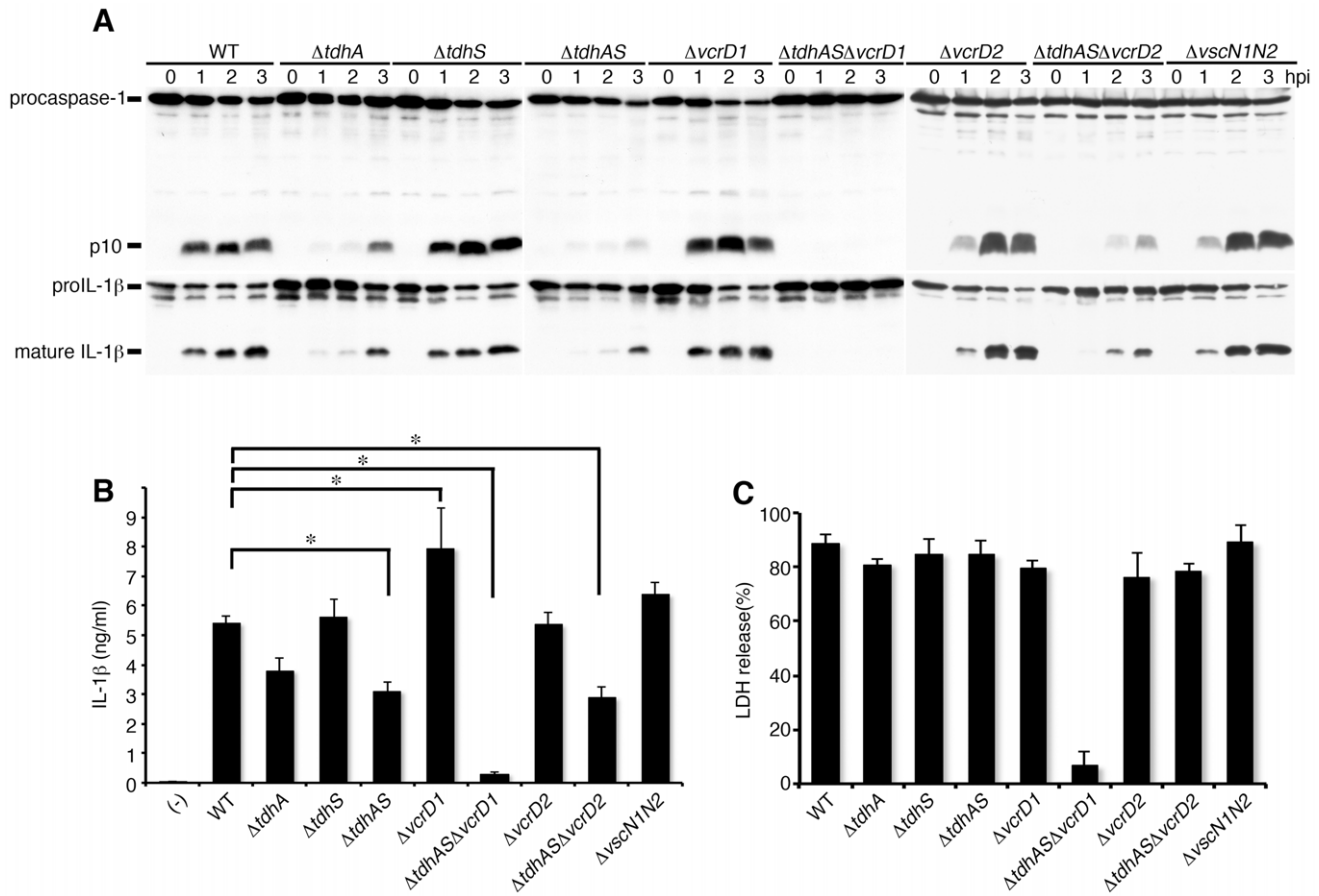 A
WT ΔtdhA ΔtdhS ΔtdhAS ΔvcrD1 ΔtdhASΔvcrD1 ΔvcrD2 ΔtdhASΔvcrD2 ΔvscN1N2
0 1 2 3 0 1 2 3 0 1 2 3 0 1 2 3 0 1 2 3 0 1 2 3 0 1 2 3 0 1 2 3 0 1 2 3 hpi
procaspase-1
p10
proIL-1β
mature IL-1β
B
*
*
*
*
IL-1β (ng/ml)
9
8
7
6
5
4
3
2
1
0
(-) WT ΔtdhA ΔtdhS ΔtdhAS ΔvcrD1 ΔtdhASΔvcrD1 ΔvcrD2 ΔtdhASΔvcrD2 ΔvscN1N2
C
LDH release(%)
100
80
60
40
20
0
WT ΔtdhA ΔtdhS ΔtdhAS ΔvcrD1 ΔtdhASΔvcrD1 ΔvcrD2 ΔtdhASΔvcrD2 ΔvscN1N2